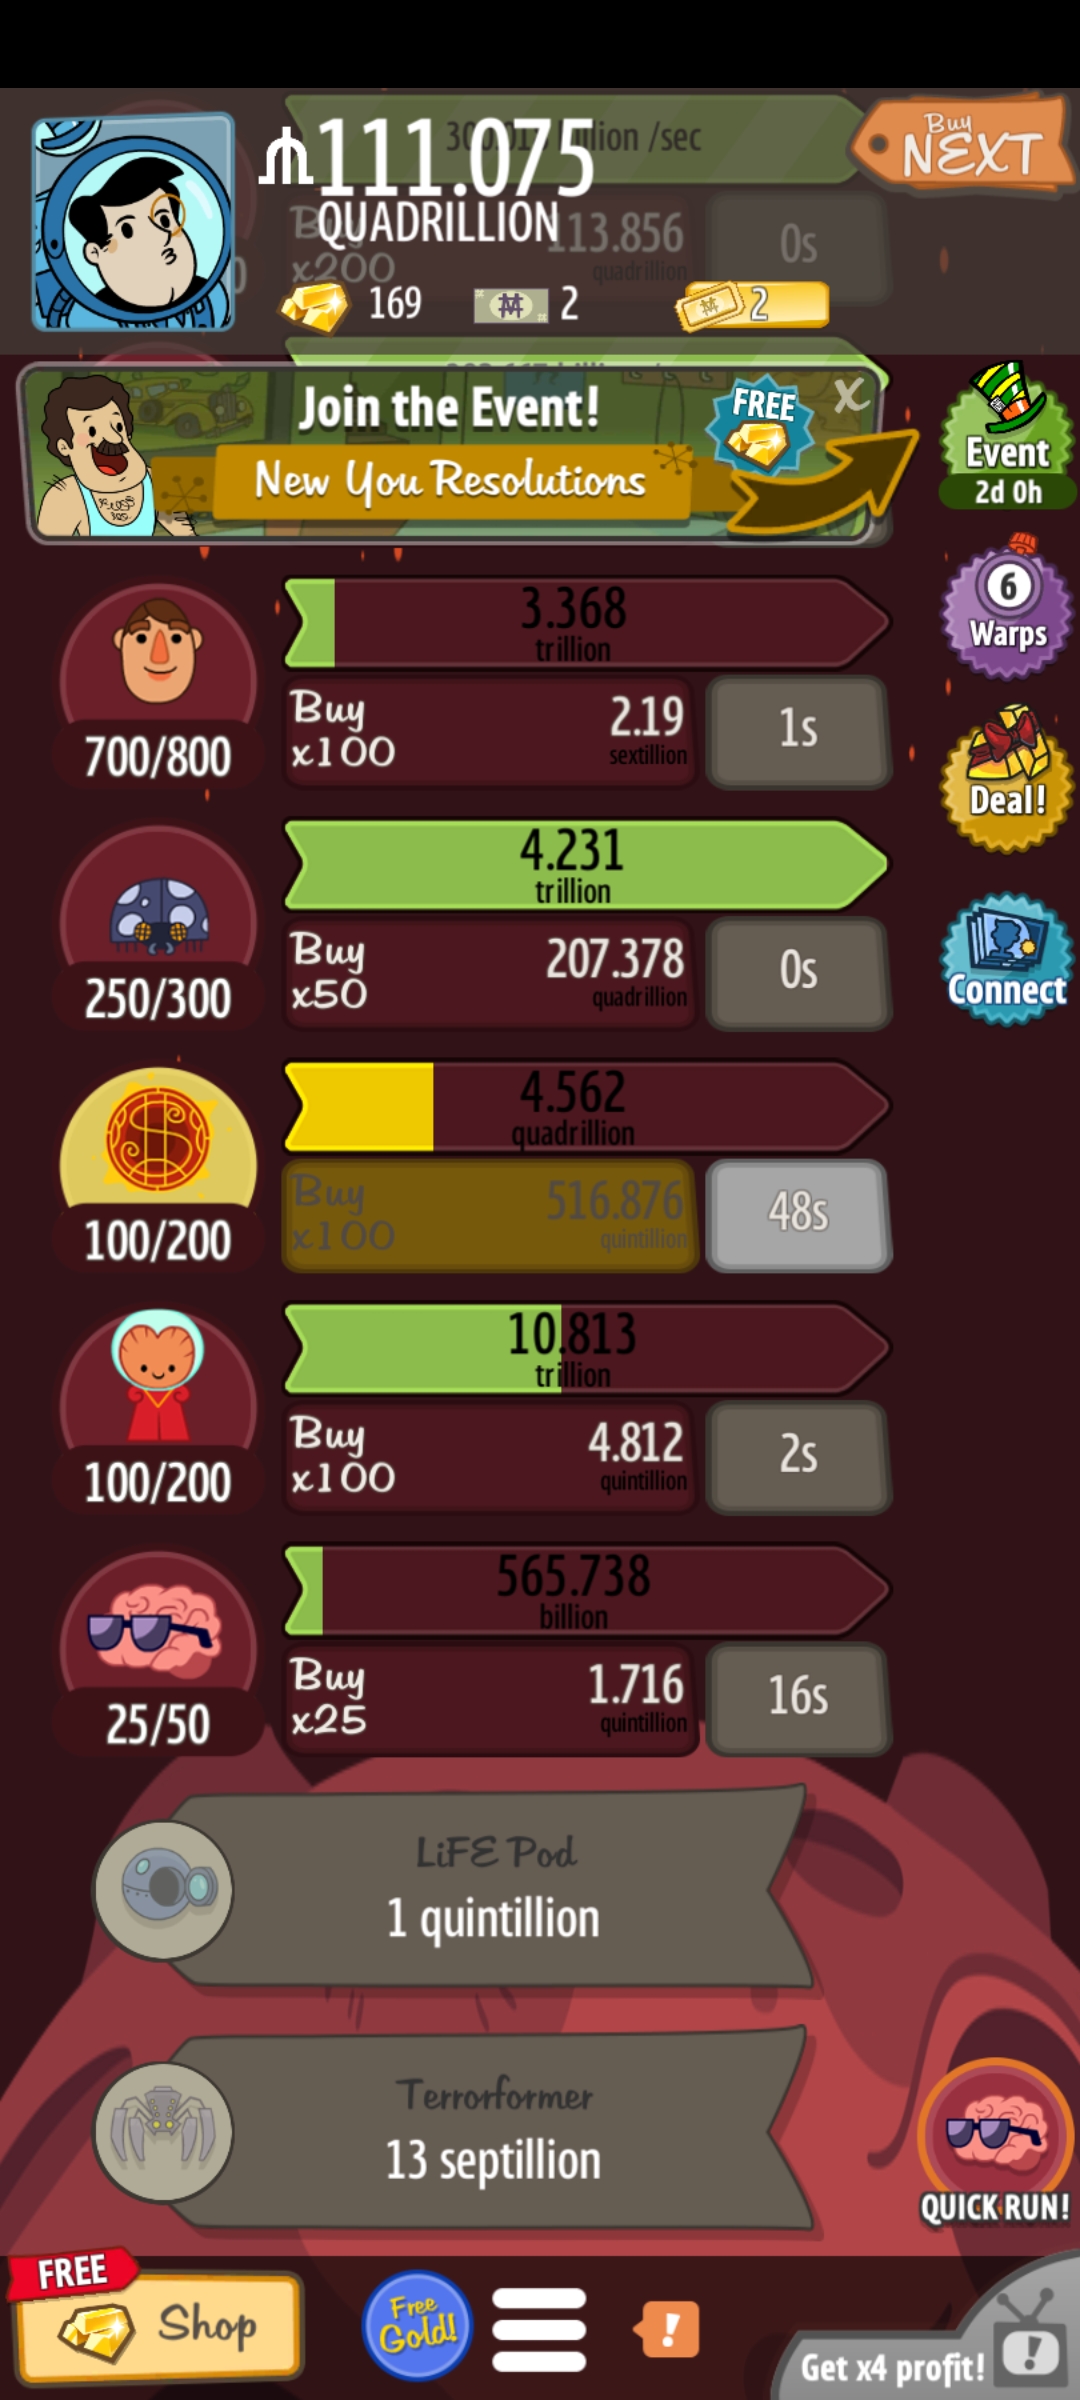 /sec
₼111.075
QUADRILLION
Buy
NEXT
113.856
quadrillion
x200
0s
169
2
2
Join the Event!
FREE
X
New You Resolutions
Event
2d 0h
3.368
trillion
6
Warps
Buy
x100
2.19
sextillion
1s
700/800
Deal!
4.231
trillion
Buy
x50
207.378
quadrillion
0s
250/300
Connect
4.562
quadrillion
Buy
x100
516.876
quintillion
48s
100/200
10.813
trillion
Buy
x100
4.812
quintillion
2s
100/200
565.738
billion
Buy
x25
1.716
quintillion
16s
25/50
LiFE Pod
1 quintillion
Terrorformer
13 septillion
QUICK RUN!
FREE
Shop
Free
Gold!
!
Get x4 profit!
!